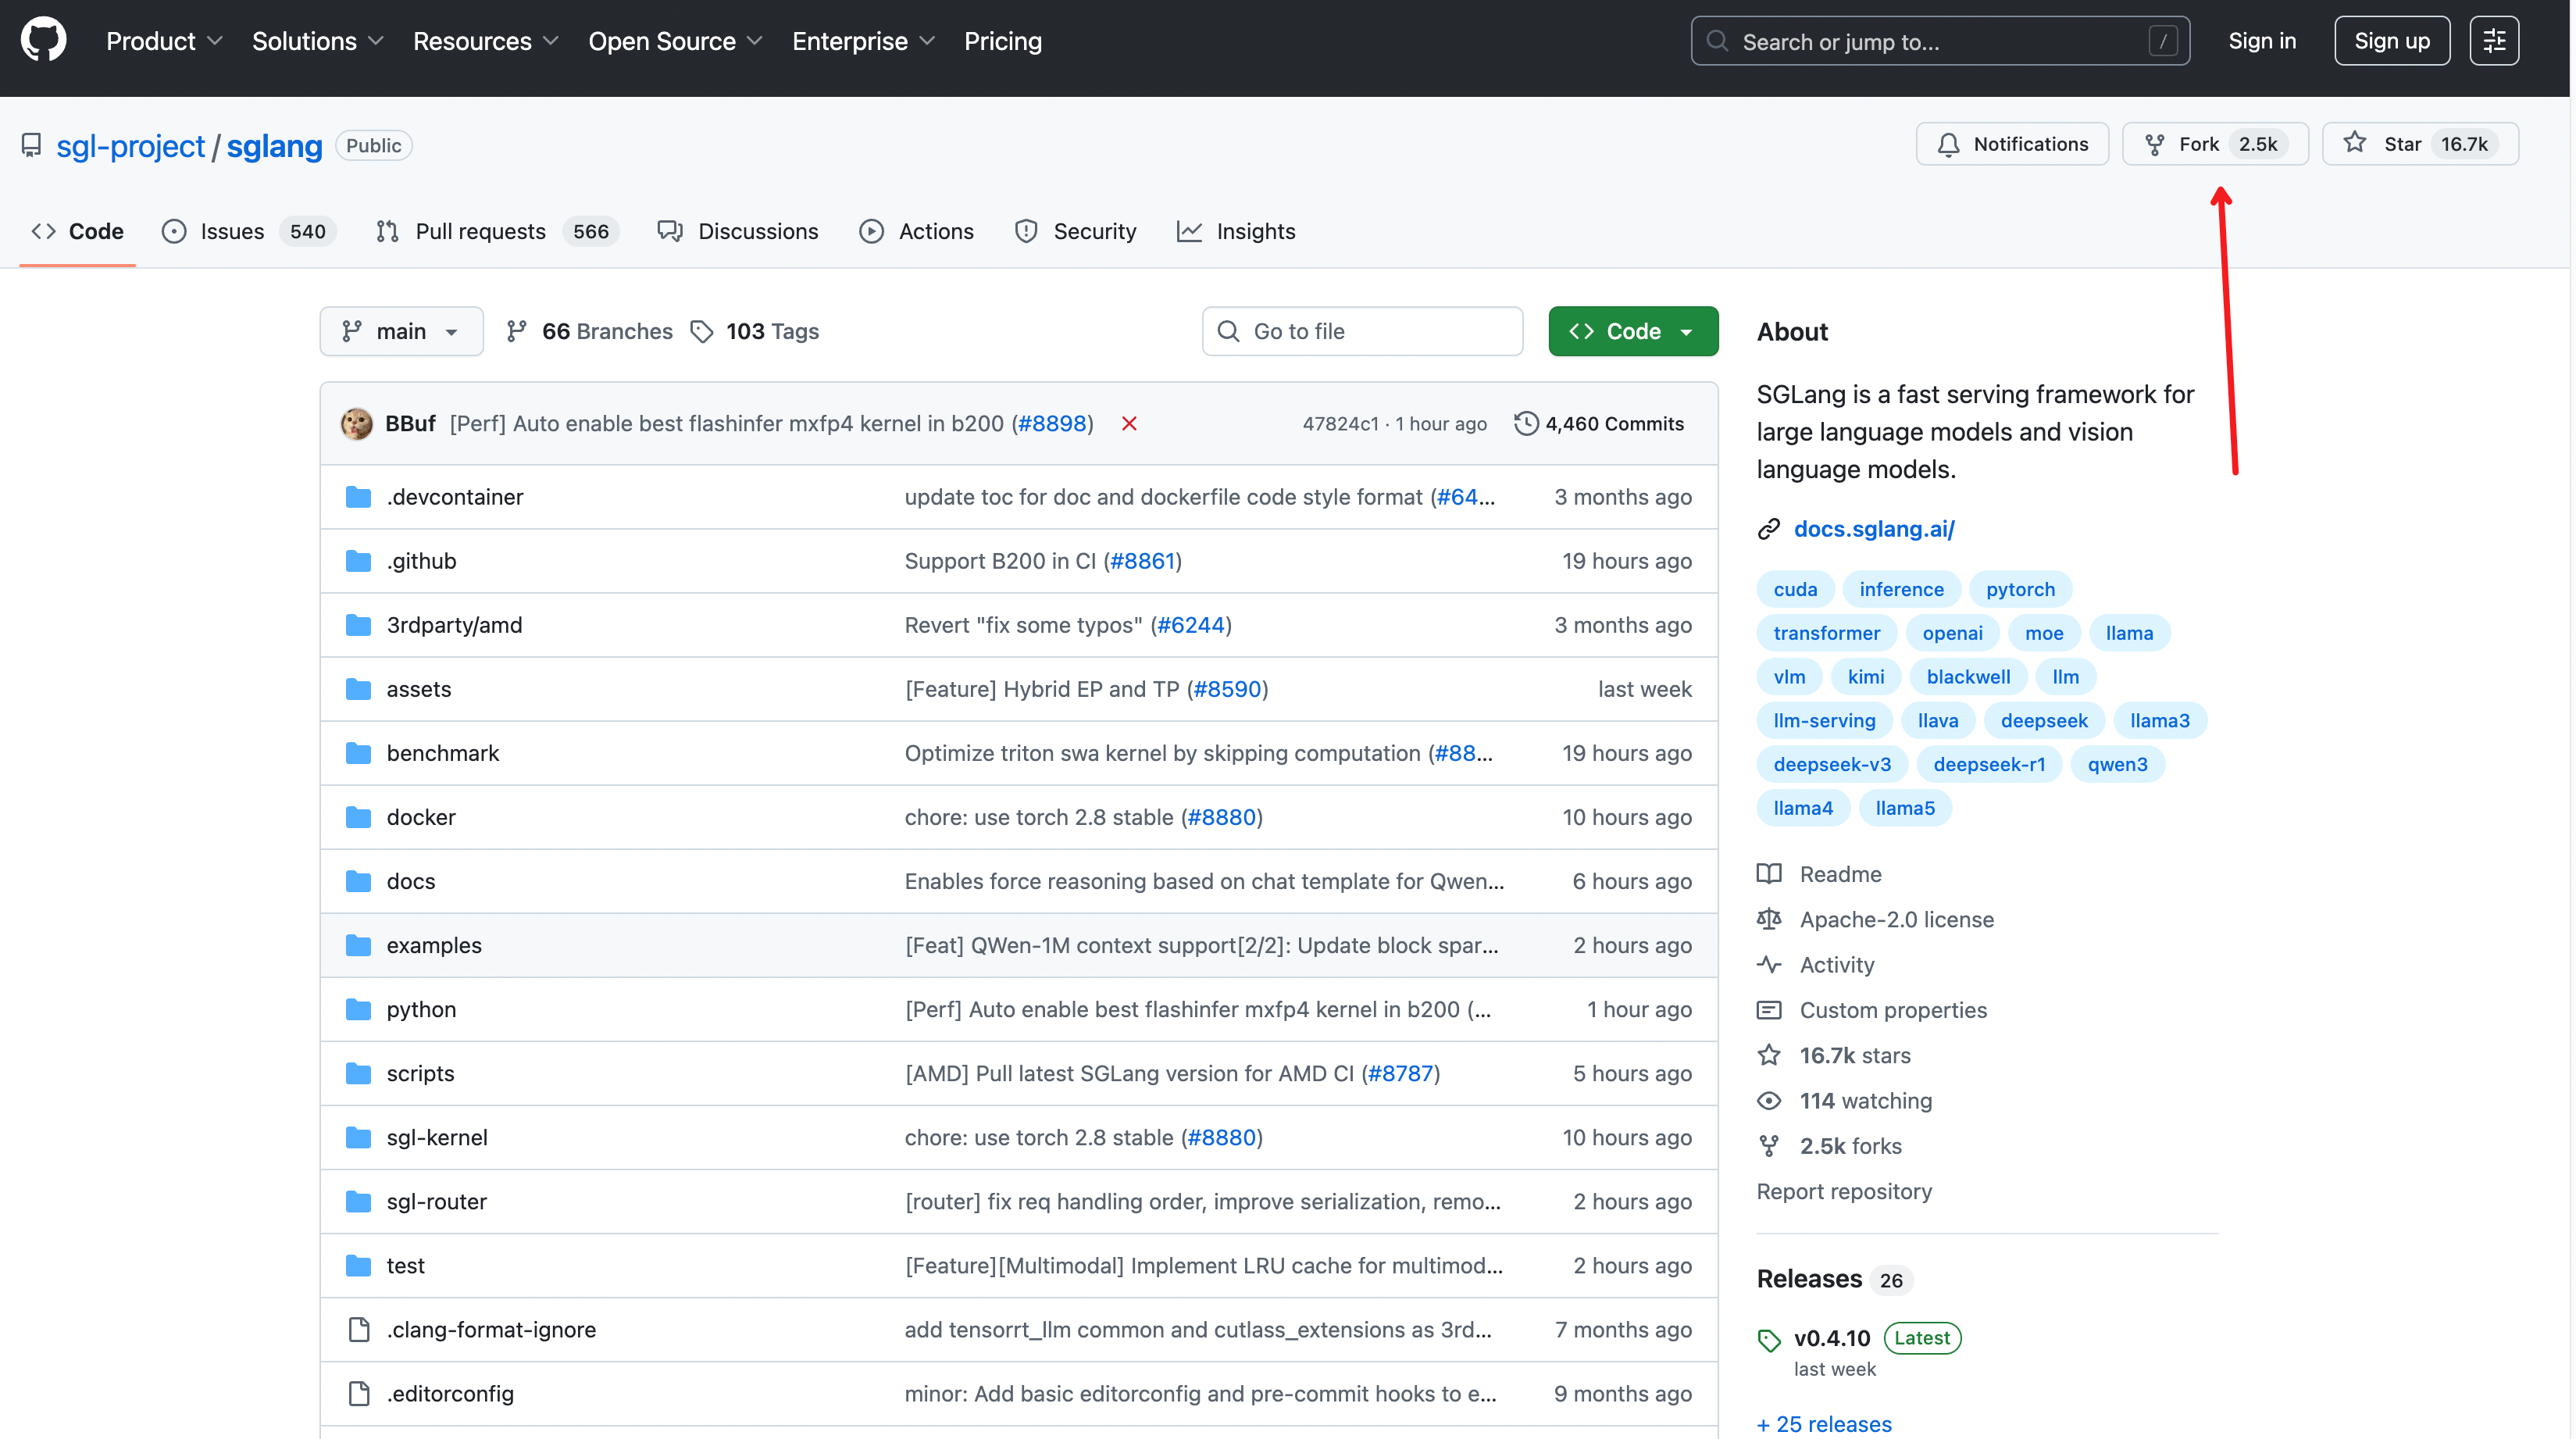 Product Solutions Resources Open Source Enterprise Pricing Search or jump to... / Sign in Sign up
sgl-project / sglang Public Notifications Fork 2.5k Star 16.7k
Code Issues 540 Pull requests 566 Discussions Actions Security Insights
main 66 Branches 103 Tags Go to file Code
BBuf [Perf] Auto enable best flashinfer mxfp4 kernel in b200 (#8898) 47824c1 · 1 hour ago 4,460 Commits
.devcontainer update toc for doc and dockerfile code style format (#64... 3 months ago
.github Support B200 in CI (#8861) 19 hours ago
3rdparty/amd Revert "fix some typos" (#6244) 3 months ago
assets [Feature] Hybrid EP and TP (#8590) last week
benchmark Optimize triton swa kernel by skipping computation (#88... 19 hours ago
docker chore: use torch 2.8 stable (#8880) 10 hours ago
docs Enables force reasoning based on chat template for Qwen... 6 hours ago
examples [Feat] QWen-1M context support[2/2]: Update block spar... 2 hours ago
python [Perf] Auto enable best flashinfer mxfp4 kernel in b200 (... 1 hour ago
scripts [AMD] Pull latest SGLang version for AMD CI (#8787) 5 hours ago
sgl-kernel chore: use torch 2.8 stable (#8880) 10 hours ago
sgl-router [router] fix req handling order, improve serialization, remo... 2 hours ago
test [Feature][Multimodal] Implement LRU cache for multimod... 2 hours ago
.clang-format-ignore add tensorrt_llm common and cutlass_extensions as 3rd... 7 months ago
.editorconfig minor: Add basic editorconfig and pre-commit hooks to e... 9 months ago
About
SGLang is a fast serving framework for
large language models and vision
language models.
docs.sglang.ai/
cuda inference pytorch
transformer openai moe llama
vlm kimi blackwell llm
llm-serving llava deepseek llama3
deepseek-v3 deepseek-r1 qwen3
llama4 llama5
Readme
Apache-2.0 license
Activity
Custom properties
16.7k stars
114 watching
2.5k forks
Report repository
Releases 26
v0.4.10 Latest
last week
+ 25 releases